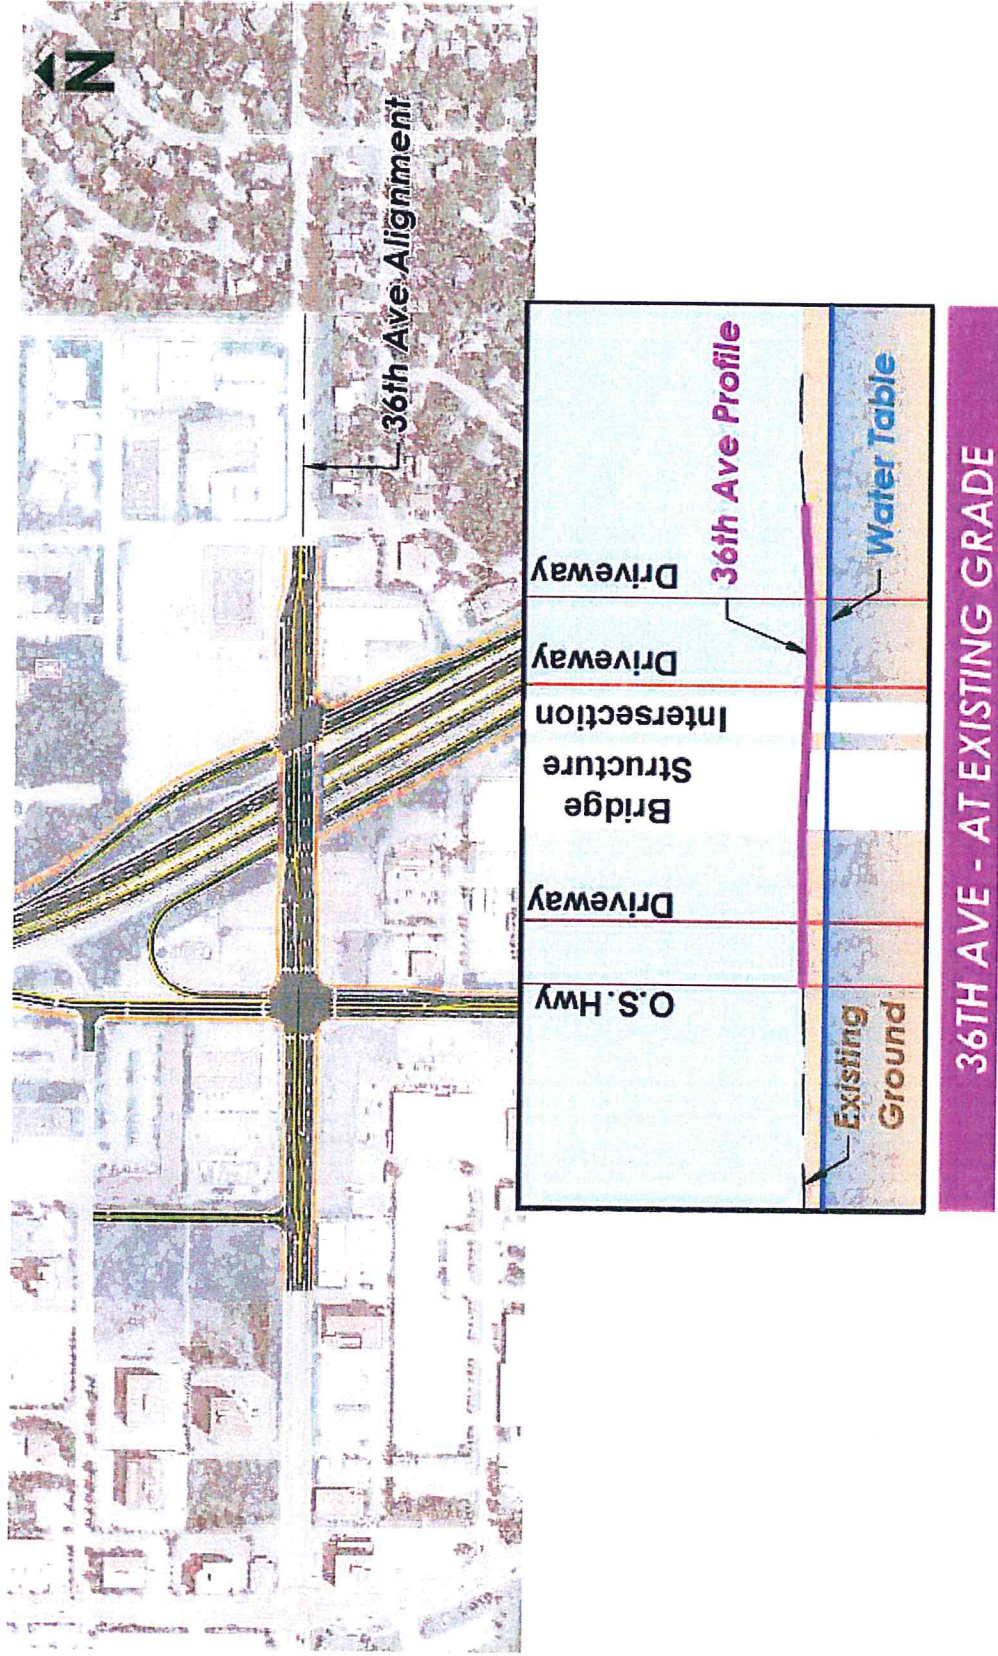 N
36th Ave Alignment
O.S. Hwy
Driveway
Bridge
Structure
Intersection
Driveway
Driveway
36th Ave Profile
Existing
Ground
Water Table
36TH AVE - AT EXISTING GRADE